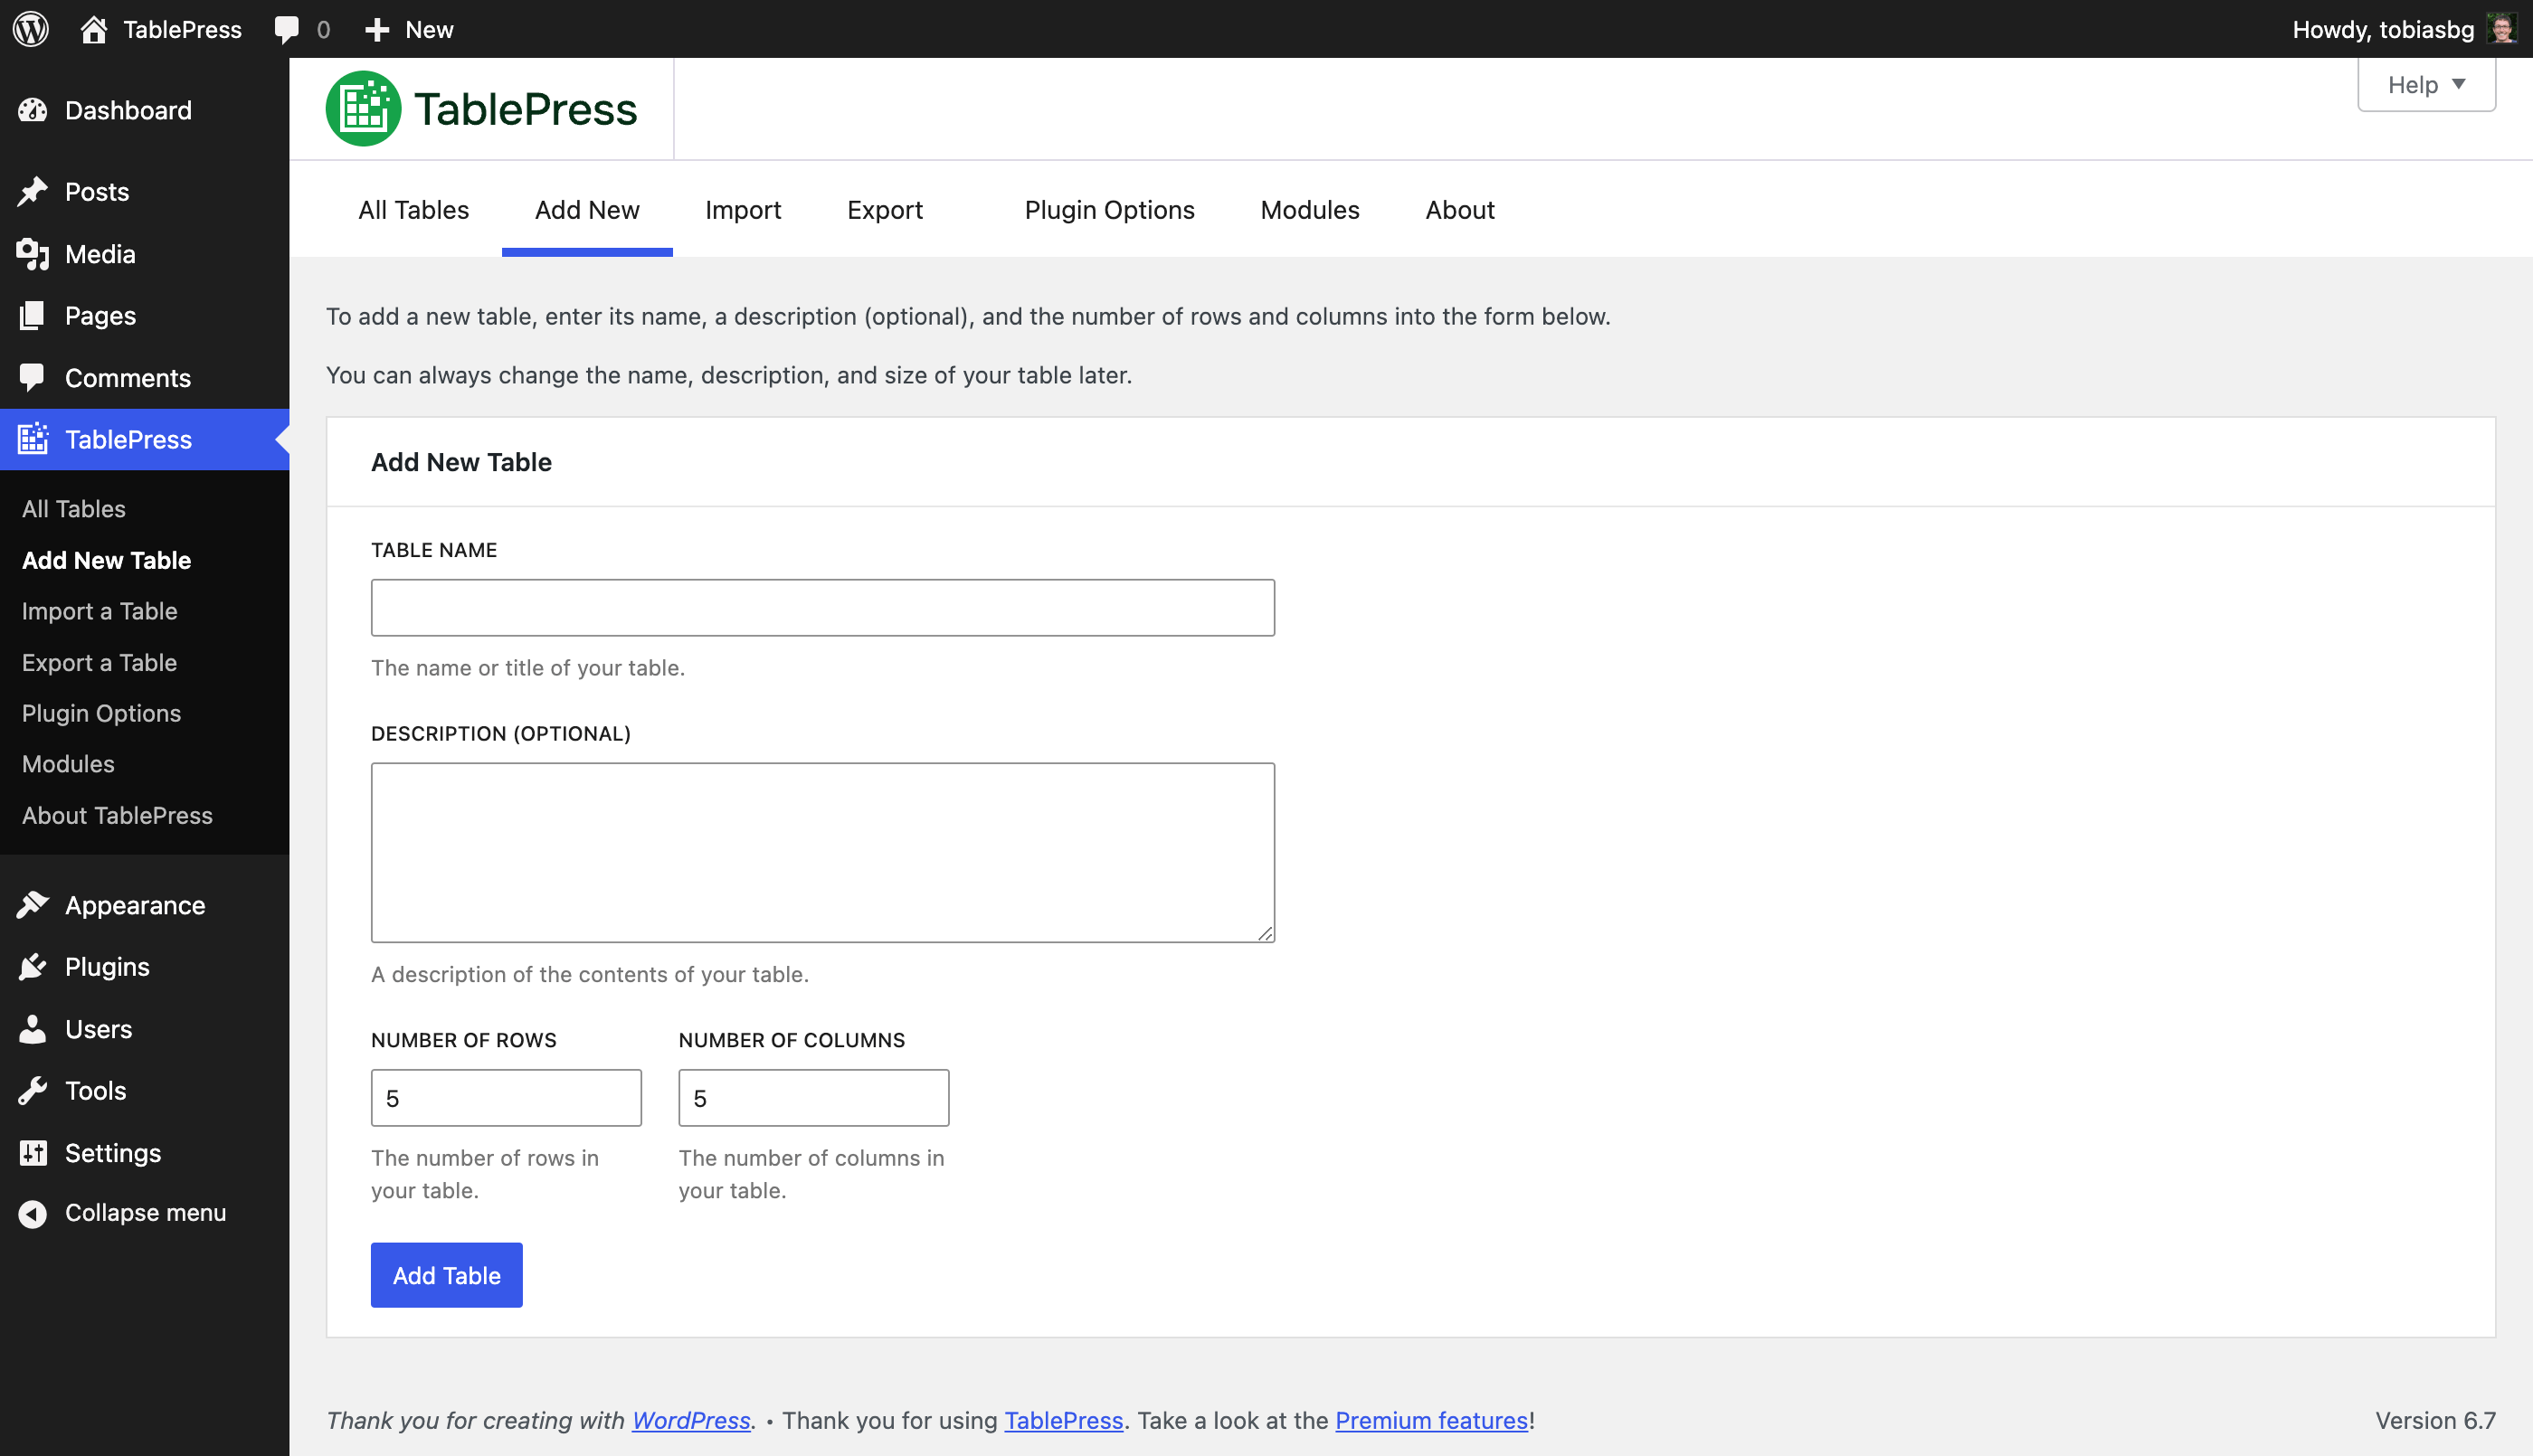 TablePress
0
New
Howdy, tobiasbg
Dashboard
Posts
Media
Pages
Comments
TablePress
All Tables
Add New Table
Import a Table
Export a Table
Plugin Options
Modules
About TablePress
Appearance
Plugins
Users
Tools
Settings
Collapse menu
TablePress
Help
All Tables
Add New
Import
Export
Plugin Options
Modules
About
To add a new table, enter its name, a description (optional), and the number of rows and columns into the form below.
You can always change the name, description, and size of your table later.
Add New Table
TABLE NAME
The name or title of your table.
DESCRIPTION (OPTIONAL)
A description of the contents of your table.
NUMBER OF ROWS
5
The number of rows in
your table.
NUMBER OF COLUMNS
5
The number of columns in
your table.
Add Table
Thank you for creating with WordPress. • Thank you for using TablePress. Take a look at the Premium features!
Version 6.7